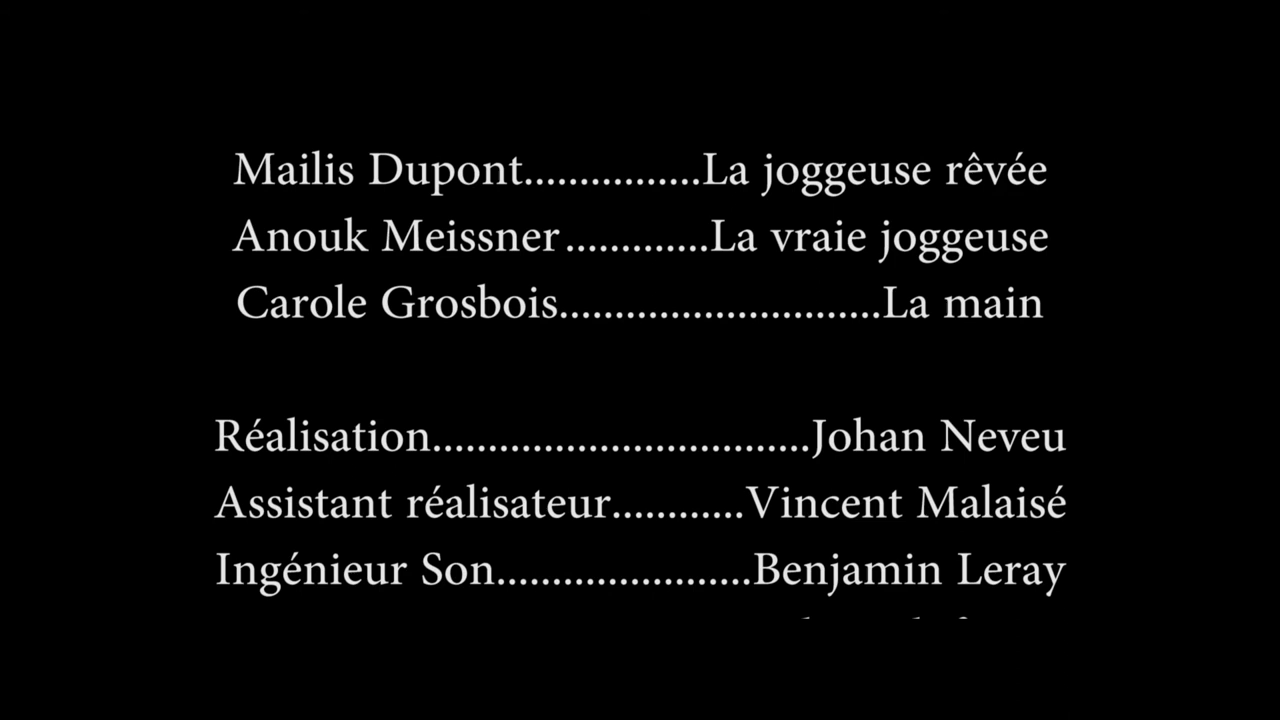 Mailis Dupont................La joggeuse rêvée
Anouk Meissner.............La vraie joggeuse
Carole Grosbois.............................La main
Réalisation..................................Johan Neveu
Assistant réalisateur............Vincent Malaisé
Ingénieur Son.......................Benjamin Leray